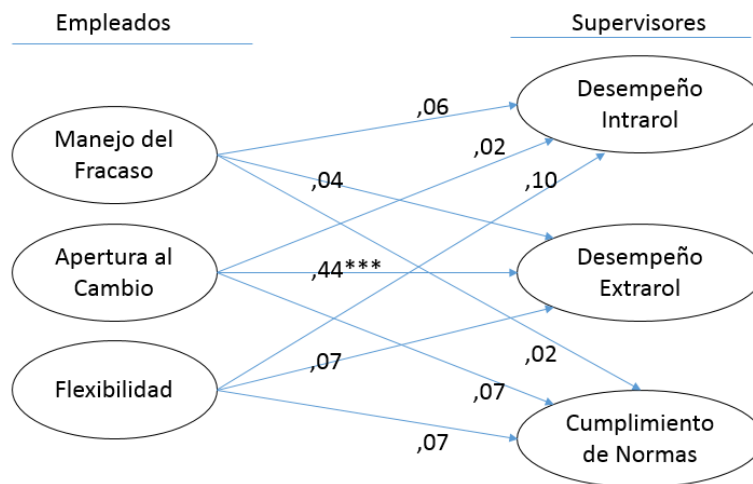 Empleados
Supervisores
Manejo del
Fracaso
Apertura al
Cambio
Flexibilidad
,06
,02
,04
,10
,44***
,07
,02
,07
,07
Desempeño
Intrarol
Desempeño
Extrarol
Cumplimiento
de Normas